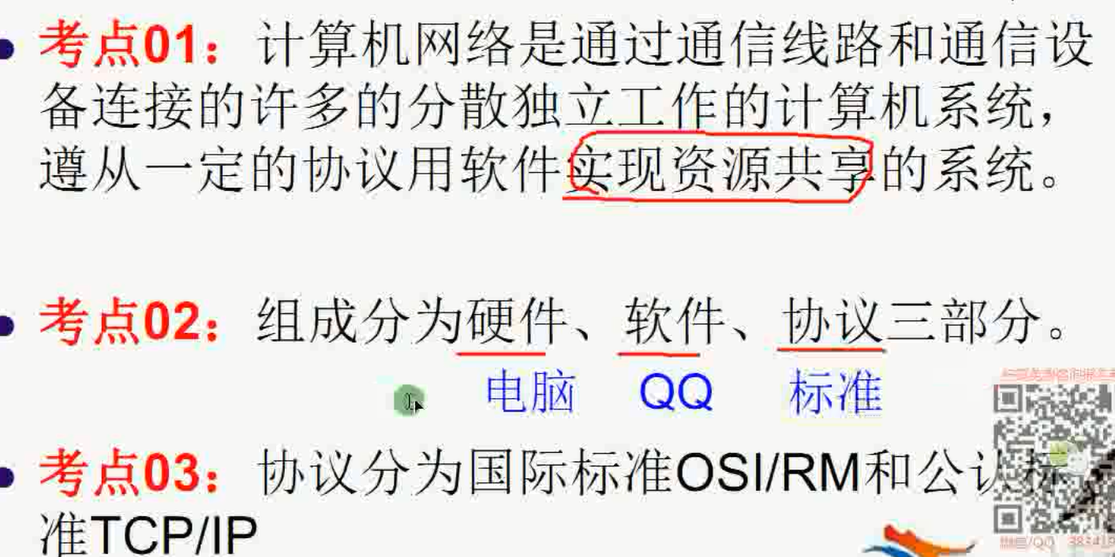 考点01：计算机网络是通过通信线路和通信设
备连接的许多的分散独立工作的计算机系统，
遵从一定的协议用软件实现资源共享的系统。
考点02：组成分为硬件、软件、协议三部分。
电脑 QQ 标准
考点03：协议分为国际标准OSI/RM和公认标
准TCP/IP